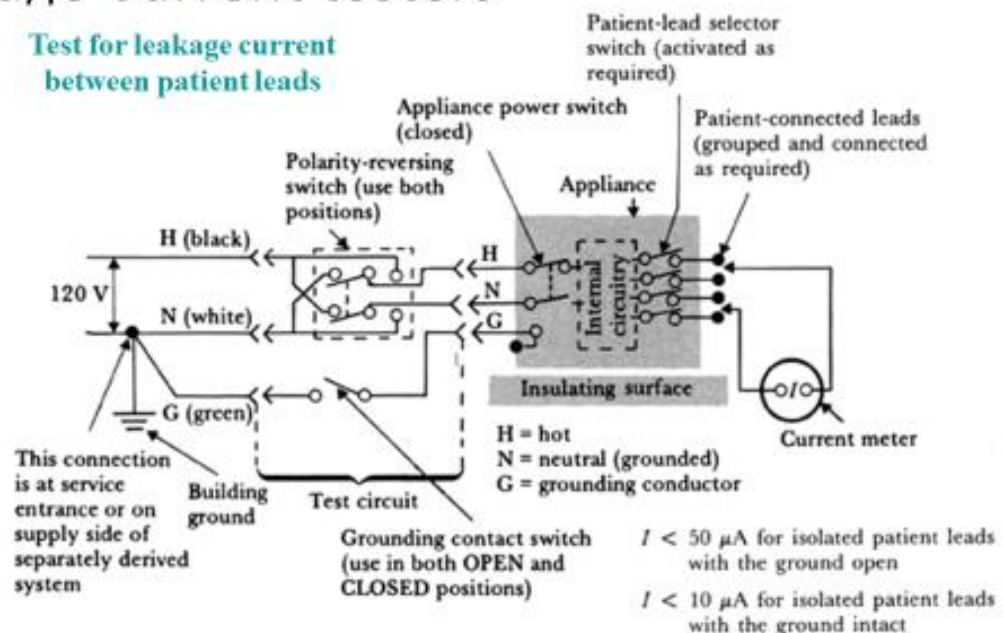 Test for leakage current
between patient leads
Patient-lead selector
switch (activated as
required)
Appliance power switch
(closed)
Patient-connected leads
(grouped and connected
as required)
Polarity-reversing
switch (use both
positions)
Appliance
H (black)
H
120 V
N
N (white)
G
Internal
circuitry
Insulating surface
I
G (green)
Current meter
H = hot
N = neutral (grounded)
G = grounding conductor
This connection
is at service
entrance or on
supply side of
separately derived
system
Building
ground
Test circuit
Grounding contact switch
(use in both OPEN and
CLOSED positions)
I < 50 μA for isolated patient leads
with the ground open
I < 10 μA for isolated patient leads
with the ground intact